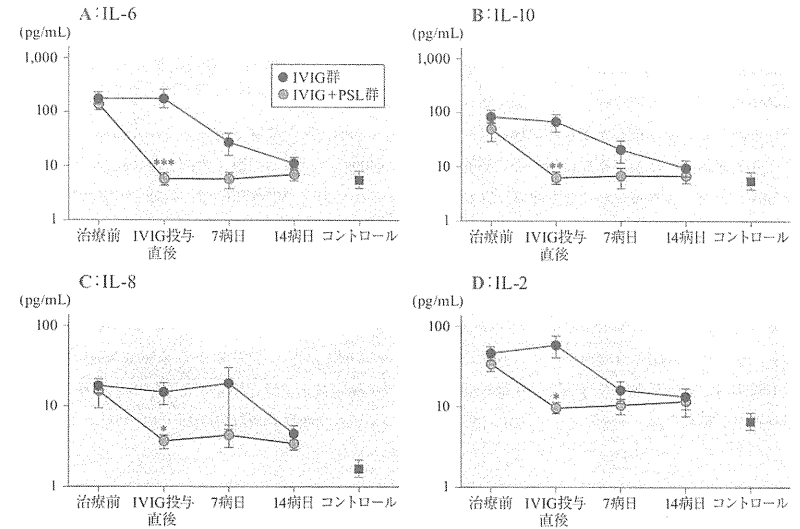 A：IL-6
(pg/mL)
1,000
100
10
1
***
IVIG群
IVIG+PSL群
治療前
IVIG投与
直後
7病日
14病日
コントロール
B：IL-10
(pg/mL)
1,000
100
10
1
**
治療前
IVIG投与
直後
7病日
14病日
コントロール
C：IL-8
(pg/mL)
100
10
1
*
治療前
IVIG投与
直後
7病日
14病日
コントロール
D：IL-2
(pg/mL)
100
10
1
*
治療前
IVIG投与
直後
7病日
14病日
コントロール